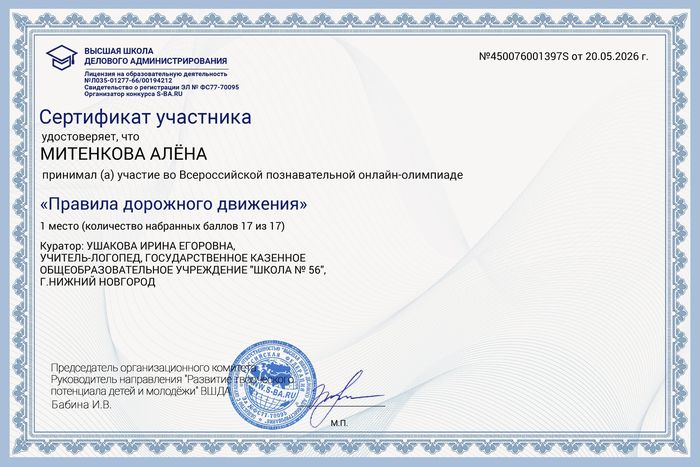 ВЫСШАЯ ШКОЛА
ДЕЛОВОГО АДМИНИСТРИРОВАНИЯ
Лицензия на образовательную деятельность
№Л035-01277-66/00194212
Свидетельство о регистрации ЭЛ № ФС77-70095
Организатор конкурса S-BA.RU
№450076001397S от 20.05.2026 г.
Сертификат участника
удостоверяет, что
МИТЕНКОВА АЛЁНА
принимал (а) участие во Всероссийской познавательной онлайн-олимпиаде
«Правила дорожного движения»
1 место (количество набранных баллов 17 из 17)
Куратор: УШАКОВА ИРИНА ЕГОРОВНА,
УЧИТЕЛЬ-ЛОГОПЕД, ГОСУДАРСТВЕННОЕ КАЗЕННОЕ
ОБЩЕОБРАЗОВАТЕЛЬНОЕ УЧРЕЖДЕНИЕ "ШКОЛА № 56",
Г.НИЖНИЙ НОВГОРОД
Председатель организационного комитета
Руководитель направления "Развитие творческого
потенциала детей и молодёжи" ВШДА
Бабина И.В.
S-BA.RU
М.П.